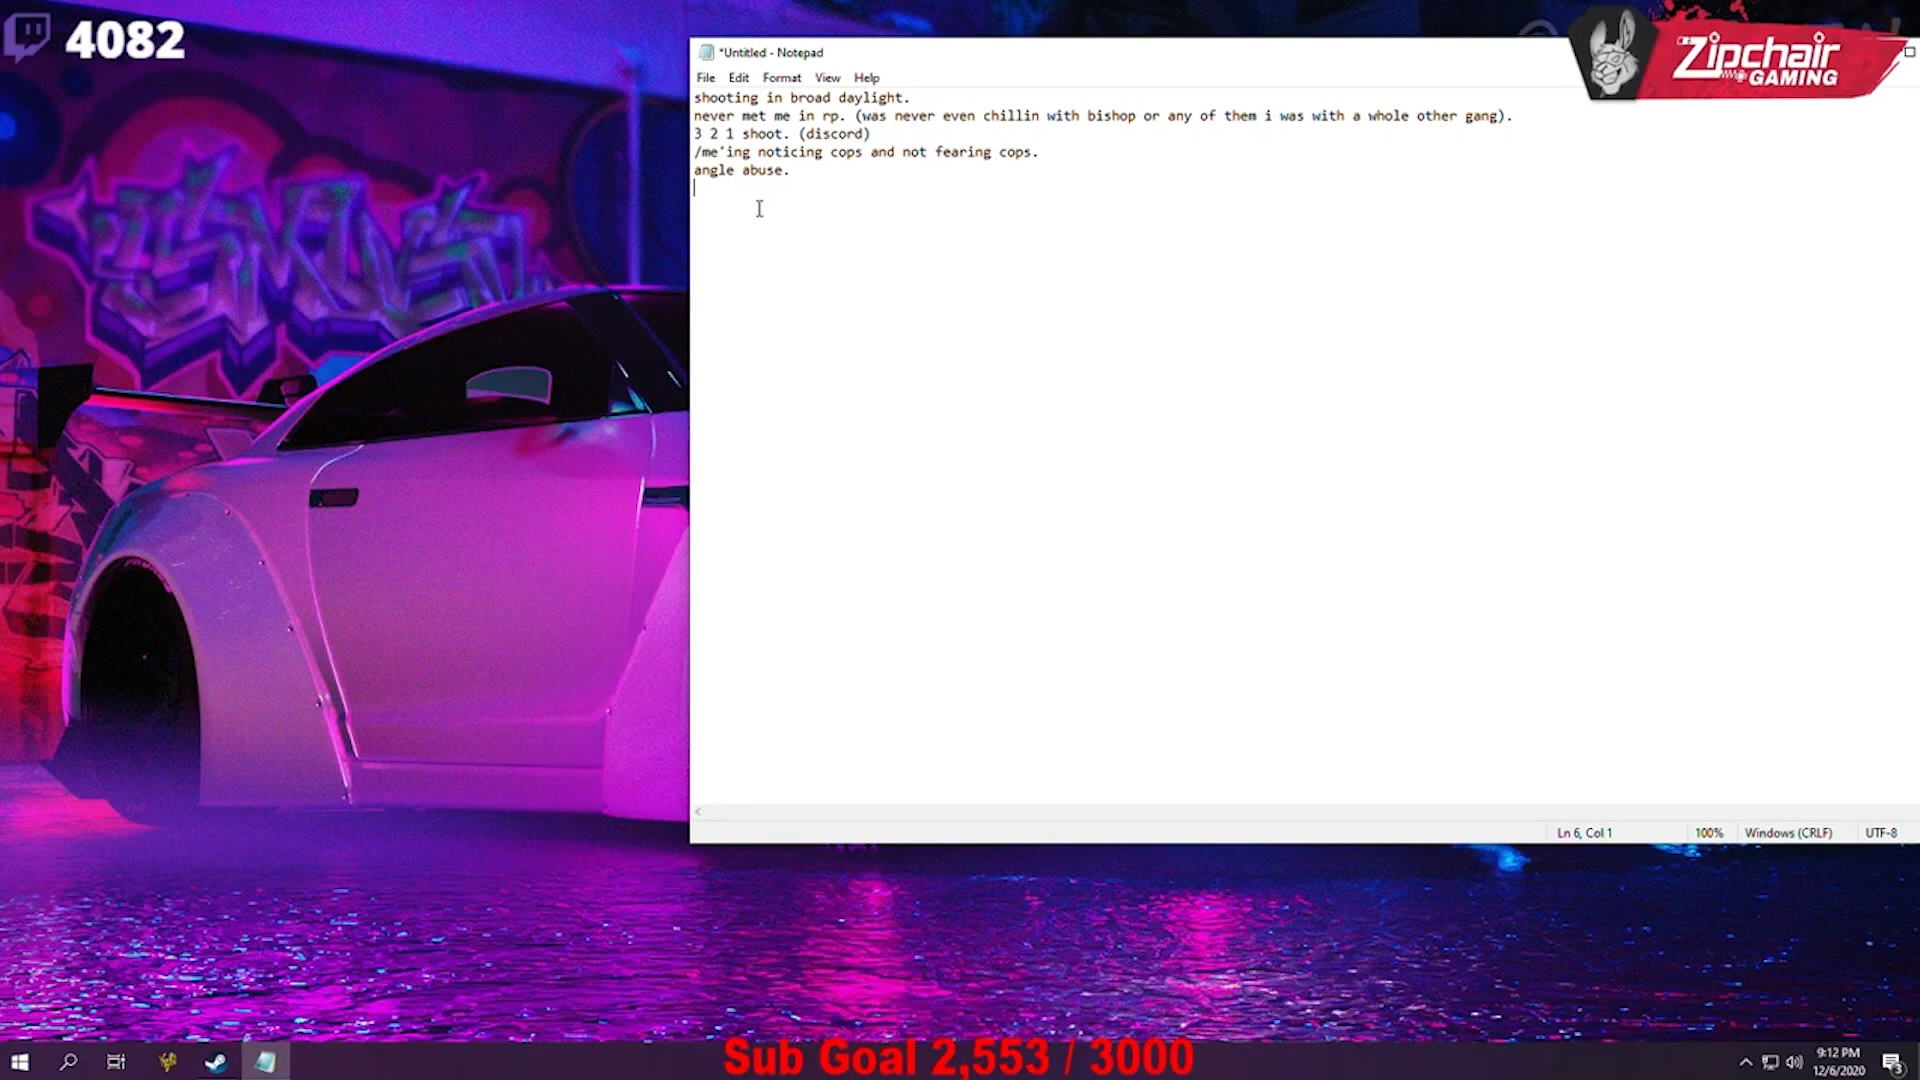 4082
*Untitled - Notepad
File Edit Format View Help
Zipchair
GAMING
shooting in broad daylight.
never met me in rp. (was never even chillin with bishop or any of them i was with a whole other gang).
3 2 1 shoot. (discord)
/me'ing noticing cops and not fearing cops.
angle abuse.
Ln 6, Col 1 100% Windows (CRLF) UTF-8
Sub Goal 2,553 / 3000
9:12 PM
12/6/2020
3